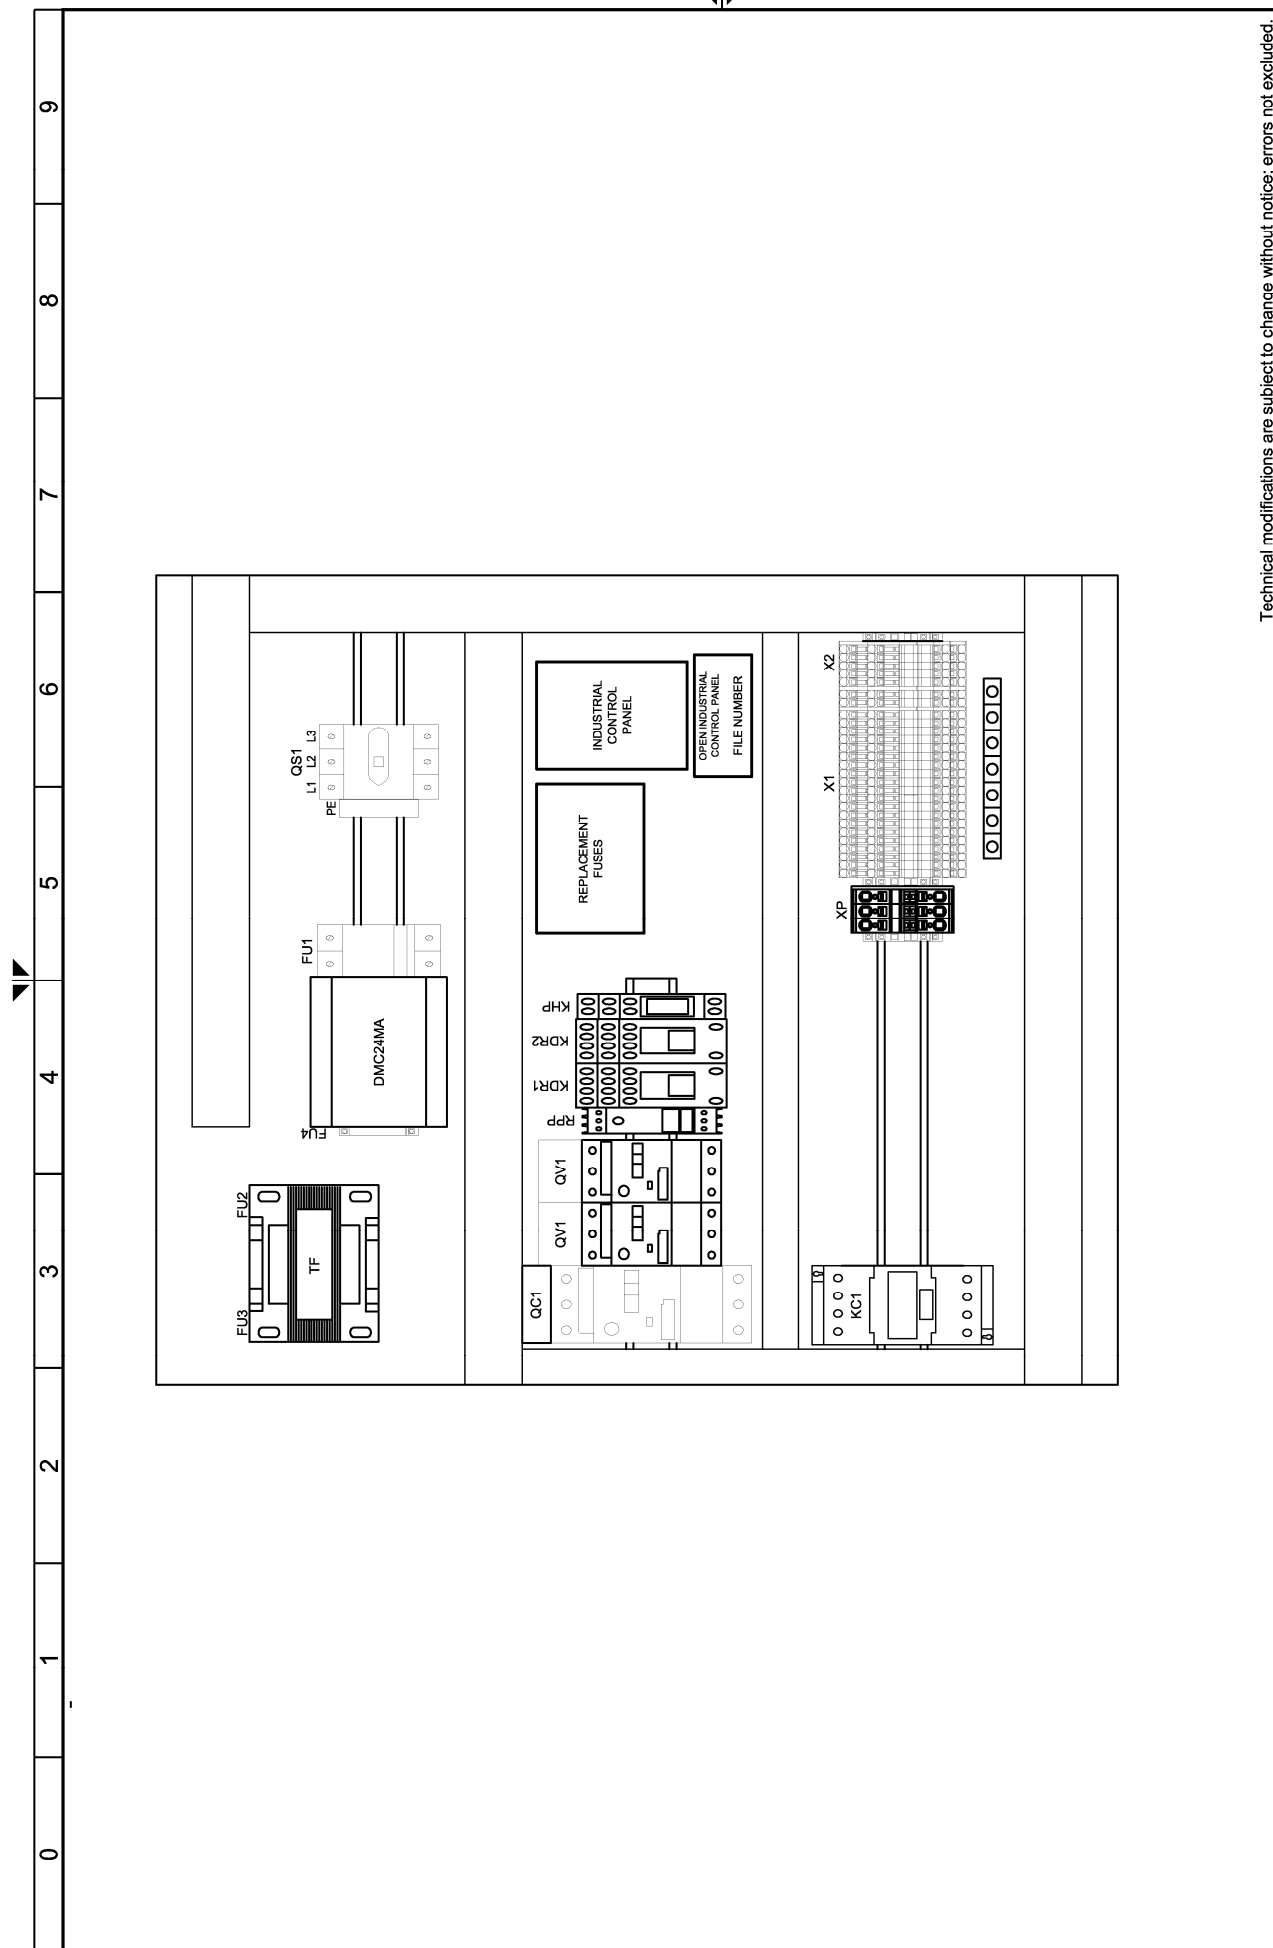 0
1
2
3
4
5
6
7
8
9
-
FU3
FU2
TF
FU4
DMC24MA
FU1
QS1
L1 L2 L3
PE
QC1
QV1
QV1
RPP
KDR1
KDR2
KHP
REPLACEMENT
FUSES
INDUSTRIAL
CONTROL
PANEL
OPEN INDUSTRIAL
CONTROL PANEL
FILE NUMBER
KC1
XP
X1
X2
Technical modifications are subject to change without notice; errors not excluded.